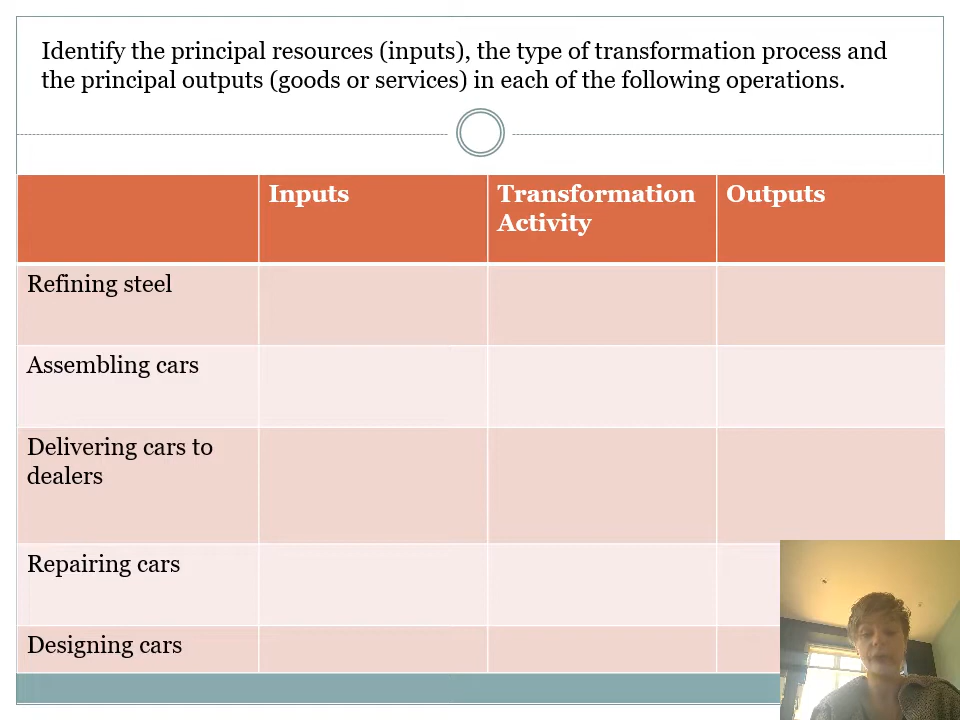 Identify the principal resources (inputs), the type of transformation process and
the principal outputs (goods or services) in each of the following operations.
Inputs
Transformation
Activity
Outputs
Refining steel
Assembling cars
Delivering cars to
dealers
Repairing cars
Designing cars